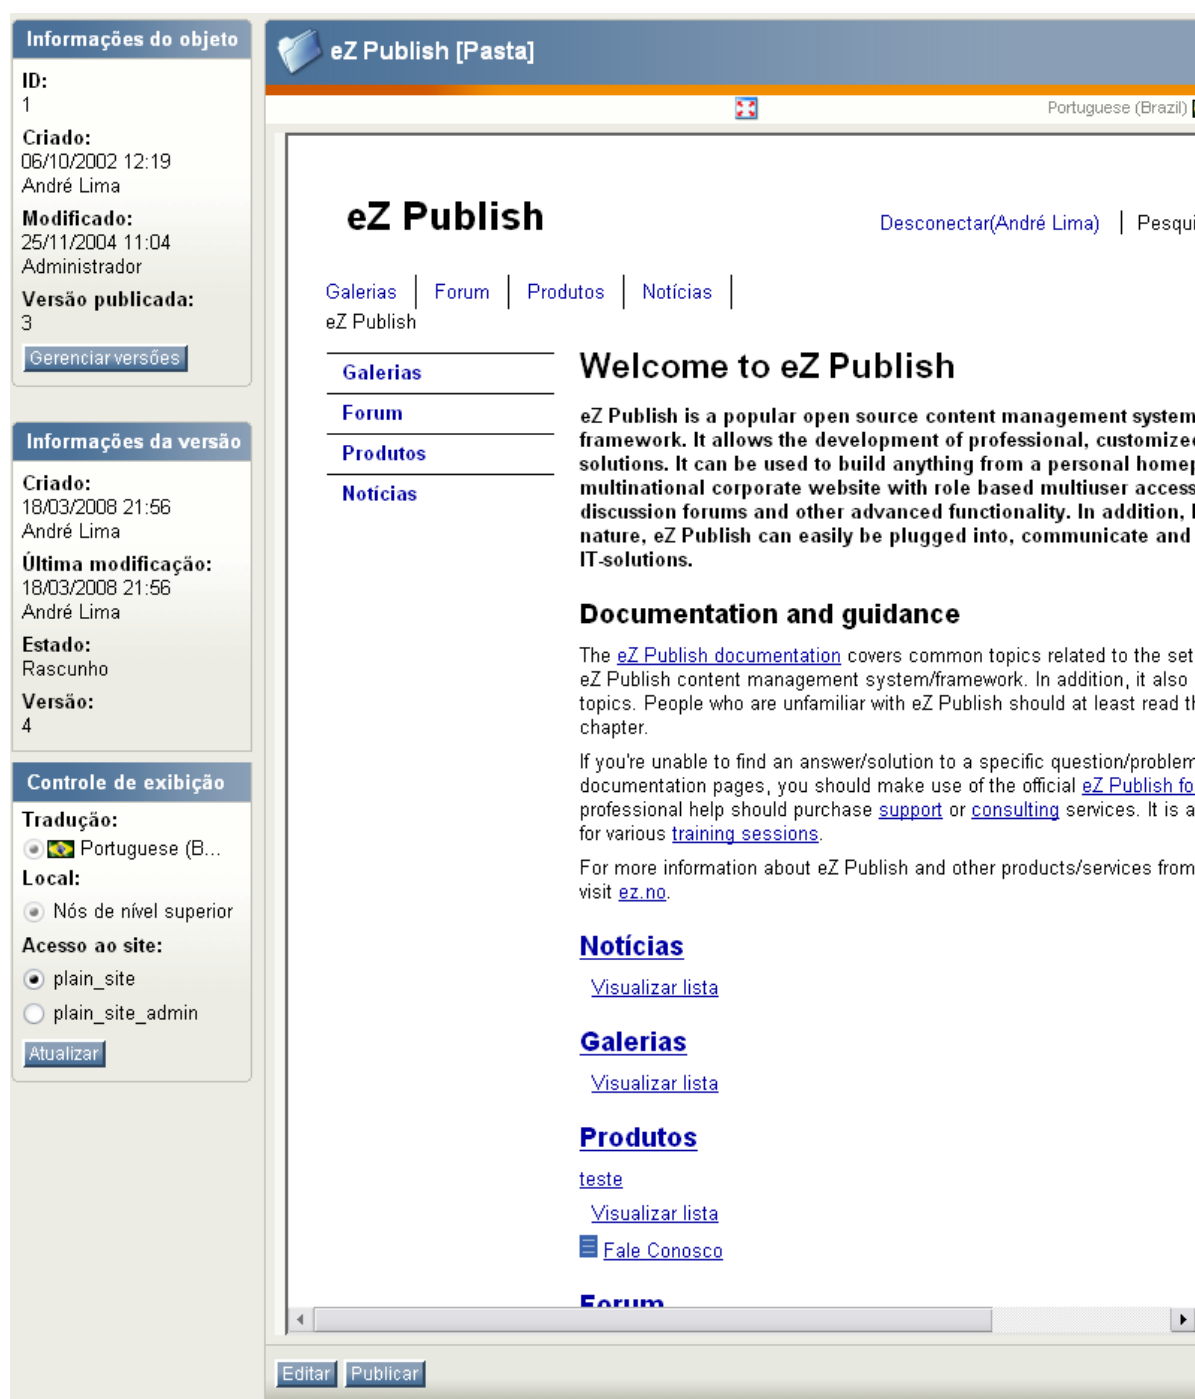 Informações do objeto
ID:
1
Criado:
06/10/2002 12:19
André Lima
Modificado:
25/11/2004 11:04
Administrador
Versão publicada:
3
Gerenciar versões
Informações da versão
Criado:
18/03/2008 21:56
André Lima
Última modificação:
18/03/2008 21:56
André Lima
Estado:
Rascunho
Versão:
4
Controle de exibição
Tradução:
Portuguese (B...
Local:
Nós de nível superior
Acesso ao site:
plain_site
plain_site_admin
Atualizar
eZ Publish [Pasta]
Portuguese (Brazil)
eZ Publish
Desconectar(André Lima) | Pesqui
Galerias | Forum | Produtos | Notícias |
eZ Publish
Galerias
Forum
Produtos
Notícias
Welcome to eZ Publish
eZ Publish is a popular open source content management system
framework. It allows the development of professional, customized
solutions. It can be used to build anything from a personal homep
multinational corporate website with role based multiuser access
discussion forums and other advanced functionality. In addition,
nature, eZ Publish can easily be plugged into, communicate and
IT-solutions.
Documentation and guidance
The eZ Publish documentation covers common topics related to the set
eZ Publish content management system/framework. In addition, it also
topics. People who are unfamiliar with eZ Publish should at least read th
chapter.
If you're unable to find an answer/solution to a specific question/problem
documentation pages, you should make use of the official eZ Publish fo
professional help should purchase support or consulting services. It is a
for various training sessions.
For more information about eZ Publish and other products/services from
visit ez.no.
Notícias
Visualizar lista
Galerias
Visualizar lista
Produtos
teste
Visualizar lista
Fale Conosco
Forum
Editar Publicar